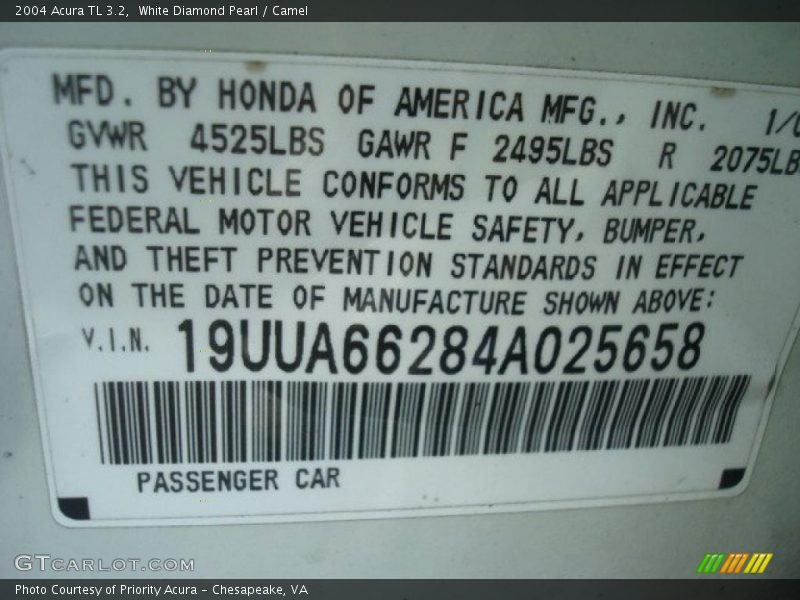 2004 Acura TL 3.2, White Diamond Pearl / Camel
MFD. BY HONDA OF AMERICA MFG., INC. 1/0
GVWR 4525LBS GAWR F 2495LBS R 2075LB
THIS VEHICLE CONFORMS TO ALL APPLICABLE
FEDERAL MOTOR VEHICLE SAFETY, BUMPER,
AND THEFT PREVENTION STANDARDS IN EFFECT
ON THE DATE OF MANUFACTURE SHOWN ABOVE:
V.I.N. 19UUA66284A025658
PASSENGER CAR
GTCARLOT.COM
Photo Courtesy of Priority Acura - Chesapeake, VA